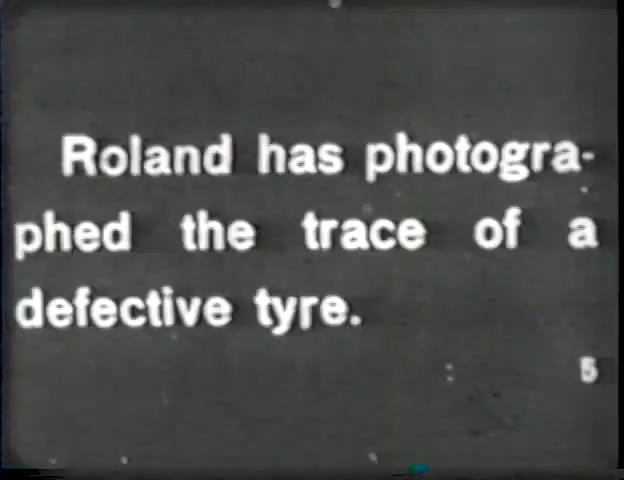 Roland has photogra-
phed the trace of a
defective tyre.
5